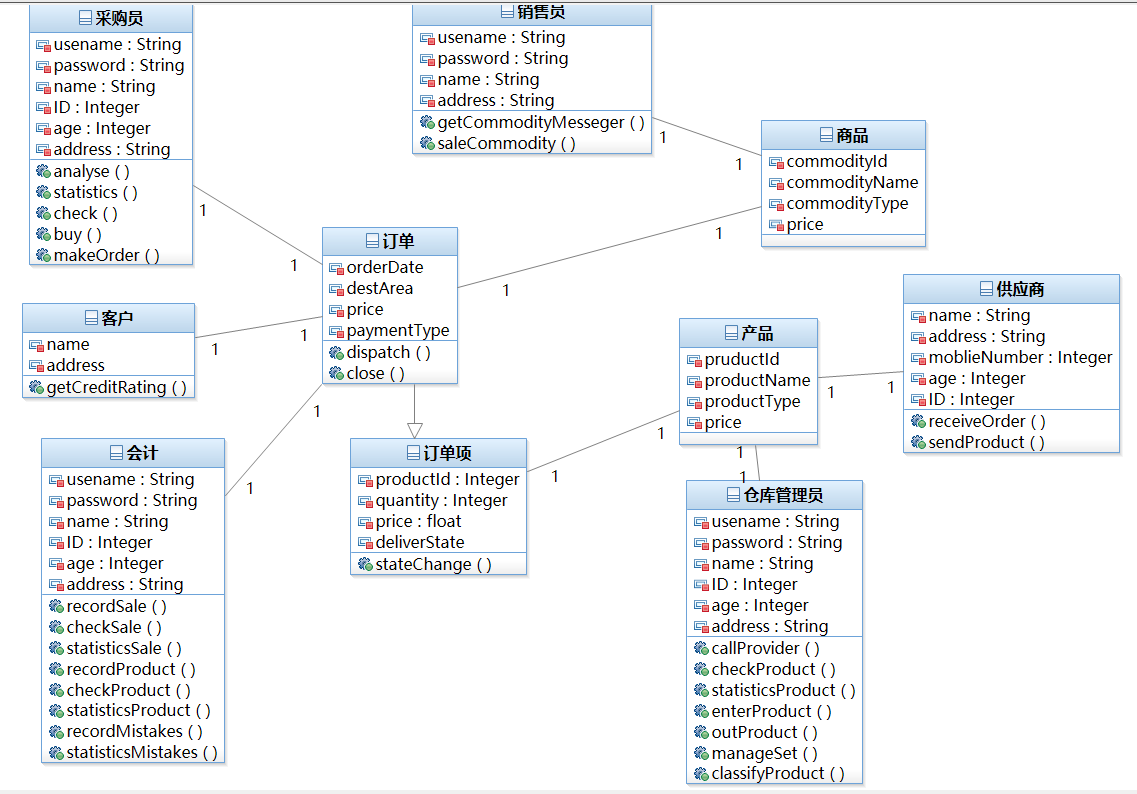 采购员
usename : String
password : String
name : String
ID : Integer
age : Integer
address : String
analyse ( )
statistics ( )
check ( )
buy ( )
makeOrder ( )
销售员
usename : String
password : String
name : String
address : String
getCommodityMesseger ( )
saleCommodity ( )
1
1
商品
commodityId
commodityName
commodityType
price
1
1
订单
orderDate
destArea
price
paymentType
dispatch ( )
close ( )
1
1
客户
name
address
getCreditRating ( )
1
1
供应商
name : String
address : String
moblieNumber : Integer
age : Integer
ID : Integer
receiveOrder ( )
sendProduct ( )
产品
pruductId
productName
productType
price
1
1
会计
usename : String
password : String
name : String
ID : Integer
age : Integer
address : String
recordSale ( )
checkSale ( )
statisticsSale ( )
recordProduct ( )
checkProduct ( )
statisticsProduct ( )
recordMistakes ( )
statisticsMistakes ( )
1
1
订单项
productId : Integer
quantity : Integer
price : float
deliverState
stateChange ( )
1
1
1
1
仓库管理员
usename : String
password : String
name : String
ID : Integer
age : Integer
address : String
callProvider ( )
checkProduct ( )
statisticsProduct ( )
enterProduct ( )
outProduct ( )
manageSet ( )
classifyProduct ( )